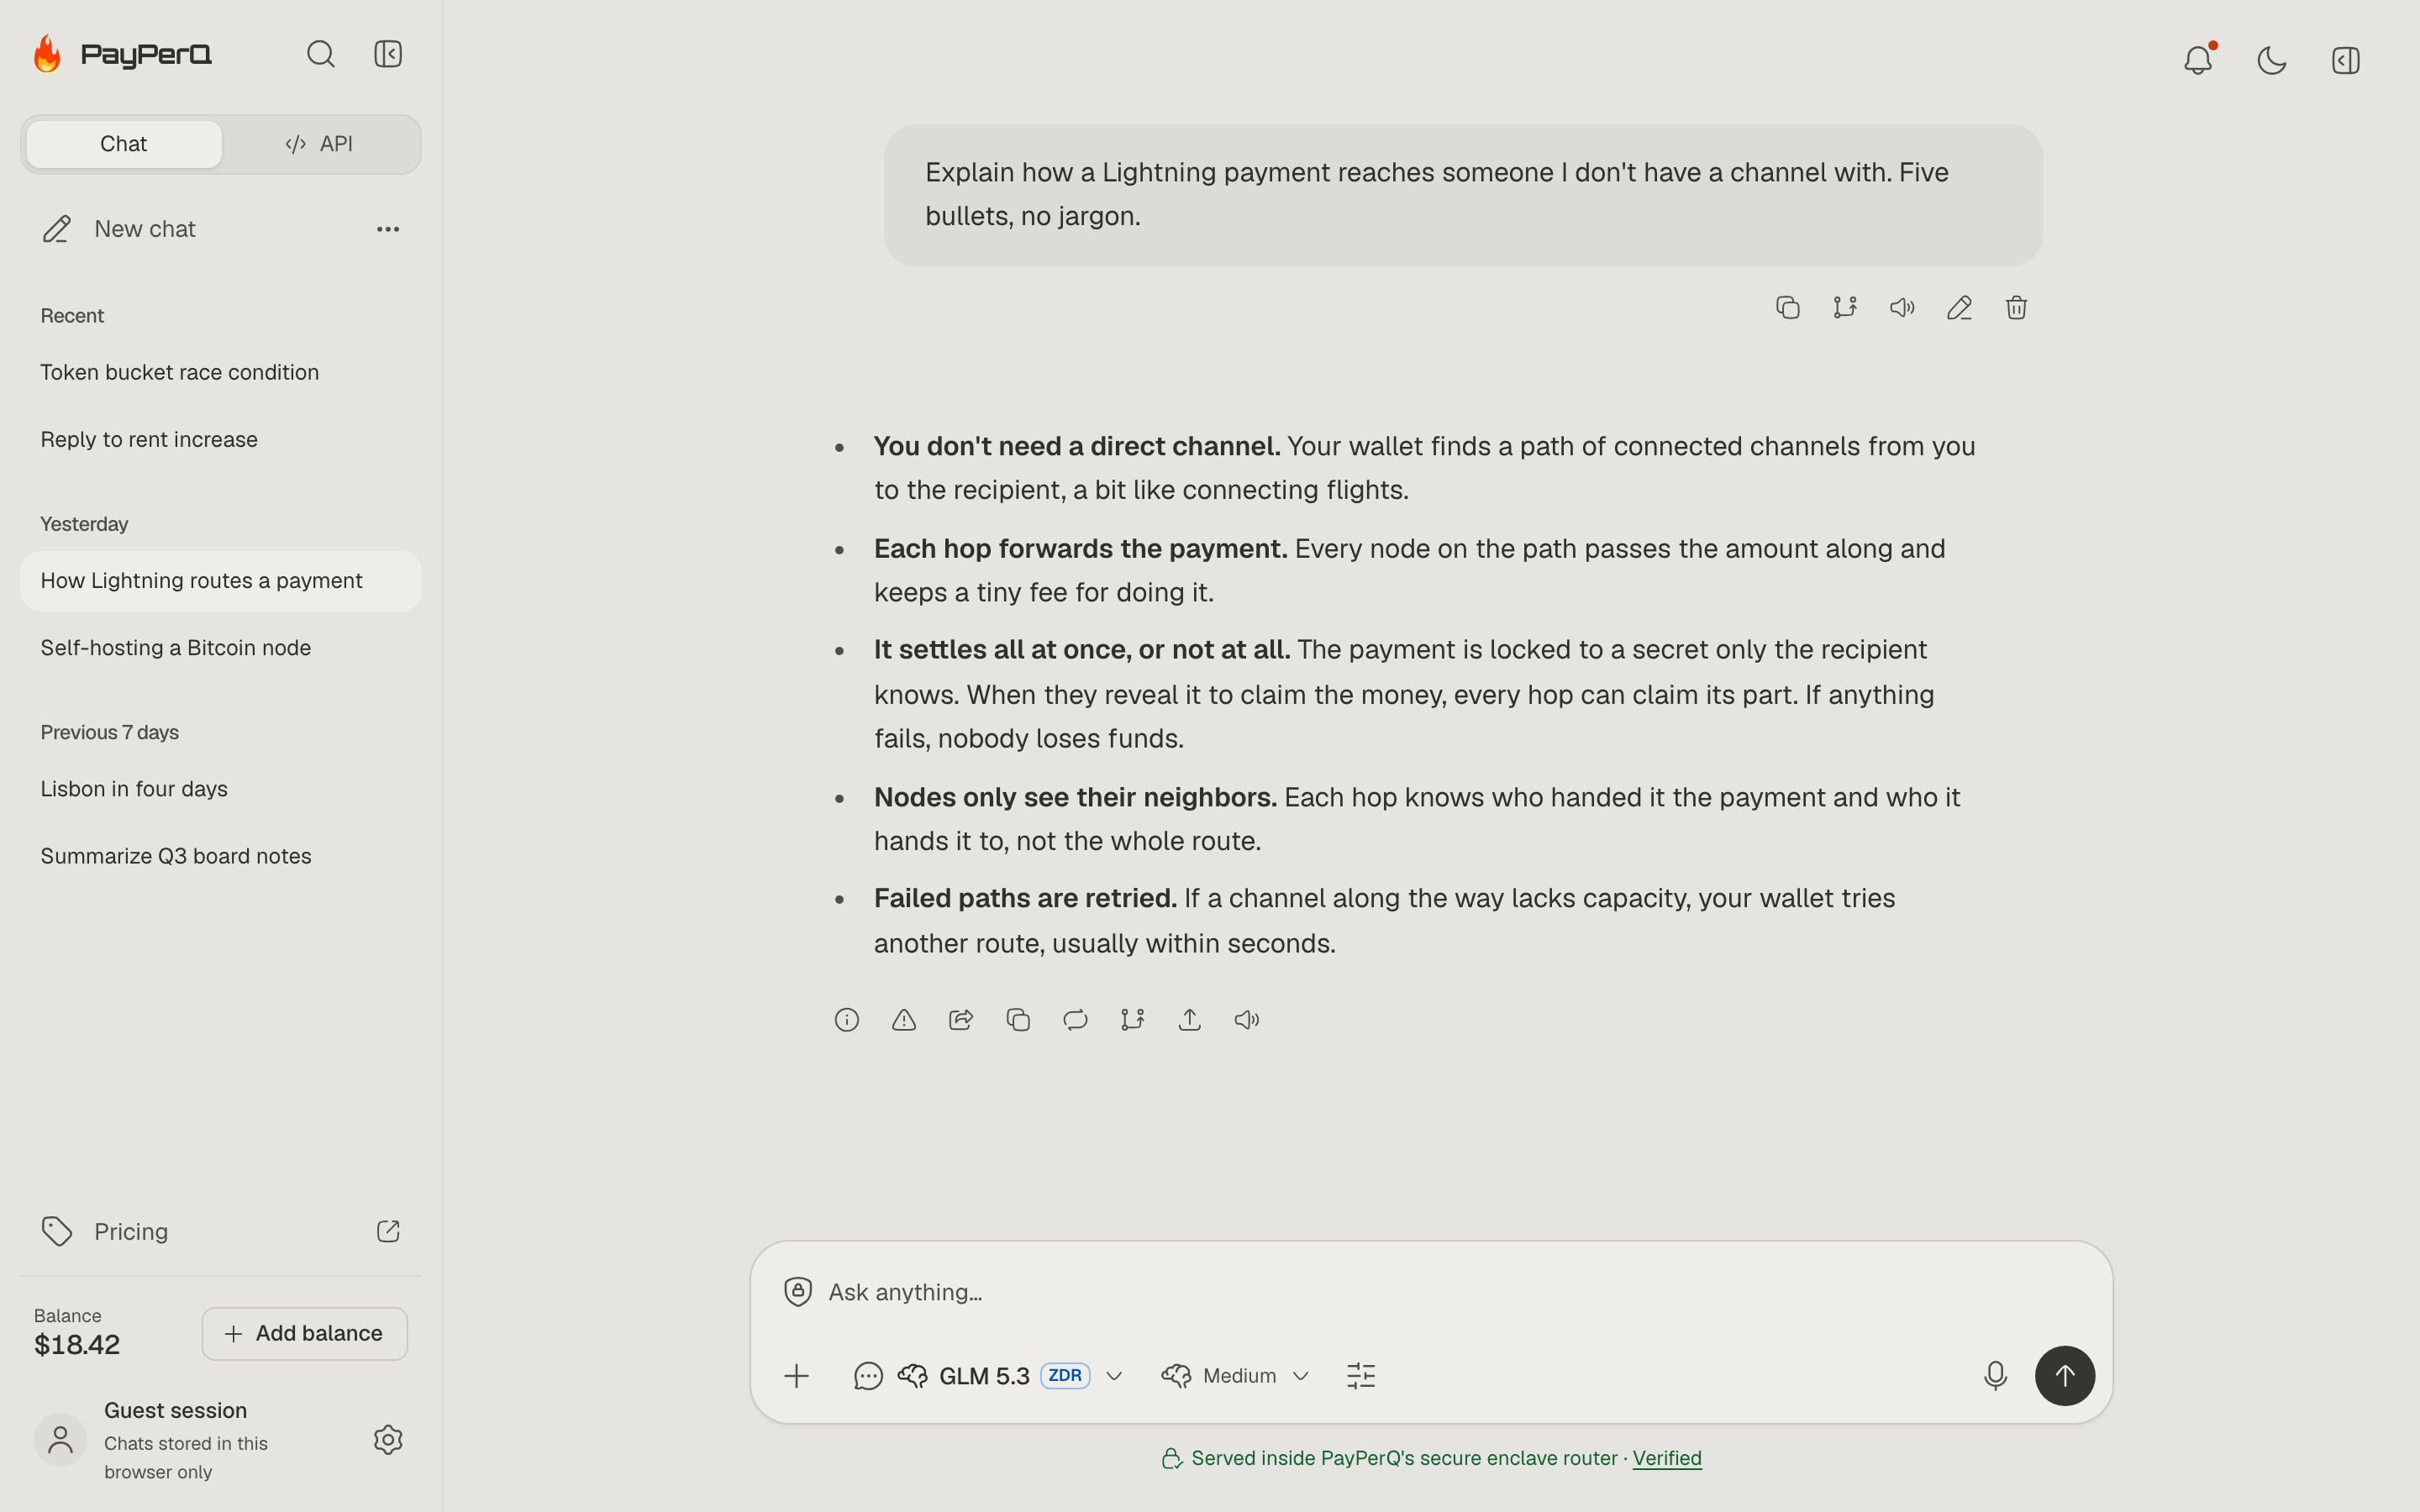 PayPerQ
Chat
API
New chat
Recent
Token bucket race condition
Reply to rent increase
Yesterday
How Lightning routes a payment
Self-hosting a Bitcoin node
Previous 7 days
Lisbon in four days
Summarize Q3 board notes
Pricing
Balance
$18.42
Add balance
Guest session
Chats stored in this
browser only
Explain how a Lightning payment reaches someone I don't have a channel with. Five
bullets, no jargon.
• You don't need a direct channel. Your wallet finds a path of connected channels from you
to the recipient, a bit like connecting flights.
• Each hop forwards the payment. Every node on the path passes the amount along and
keeps a tiny fee for doing it.
• It settles all at once, or not at all. The payment is locked to a secret only the recipient
knows. When they reveal it to claim the money, every hop can claim its part. If anything
fails, nobody loses funds.
• Nodes only see their neighbors. Each hop knows who handed it the payment and who it
hands it to, not the whole route.
• Failed paths are retried. If a channel along the way lacks capacity, your wallet tries
another route, usually within seconds.
Ask anything…
GLM 5.3 ZDR
Medium
Served inside PayPerQ's secure enclave router · Verified